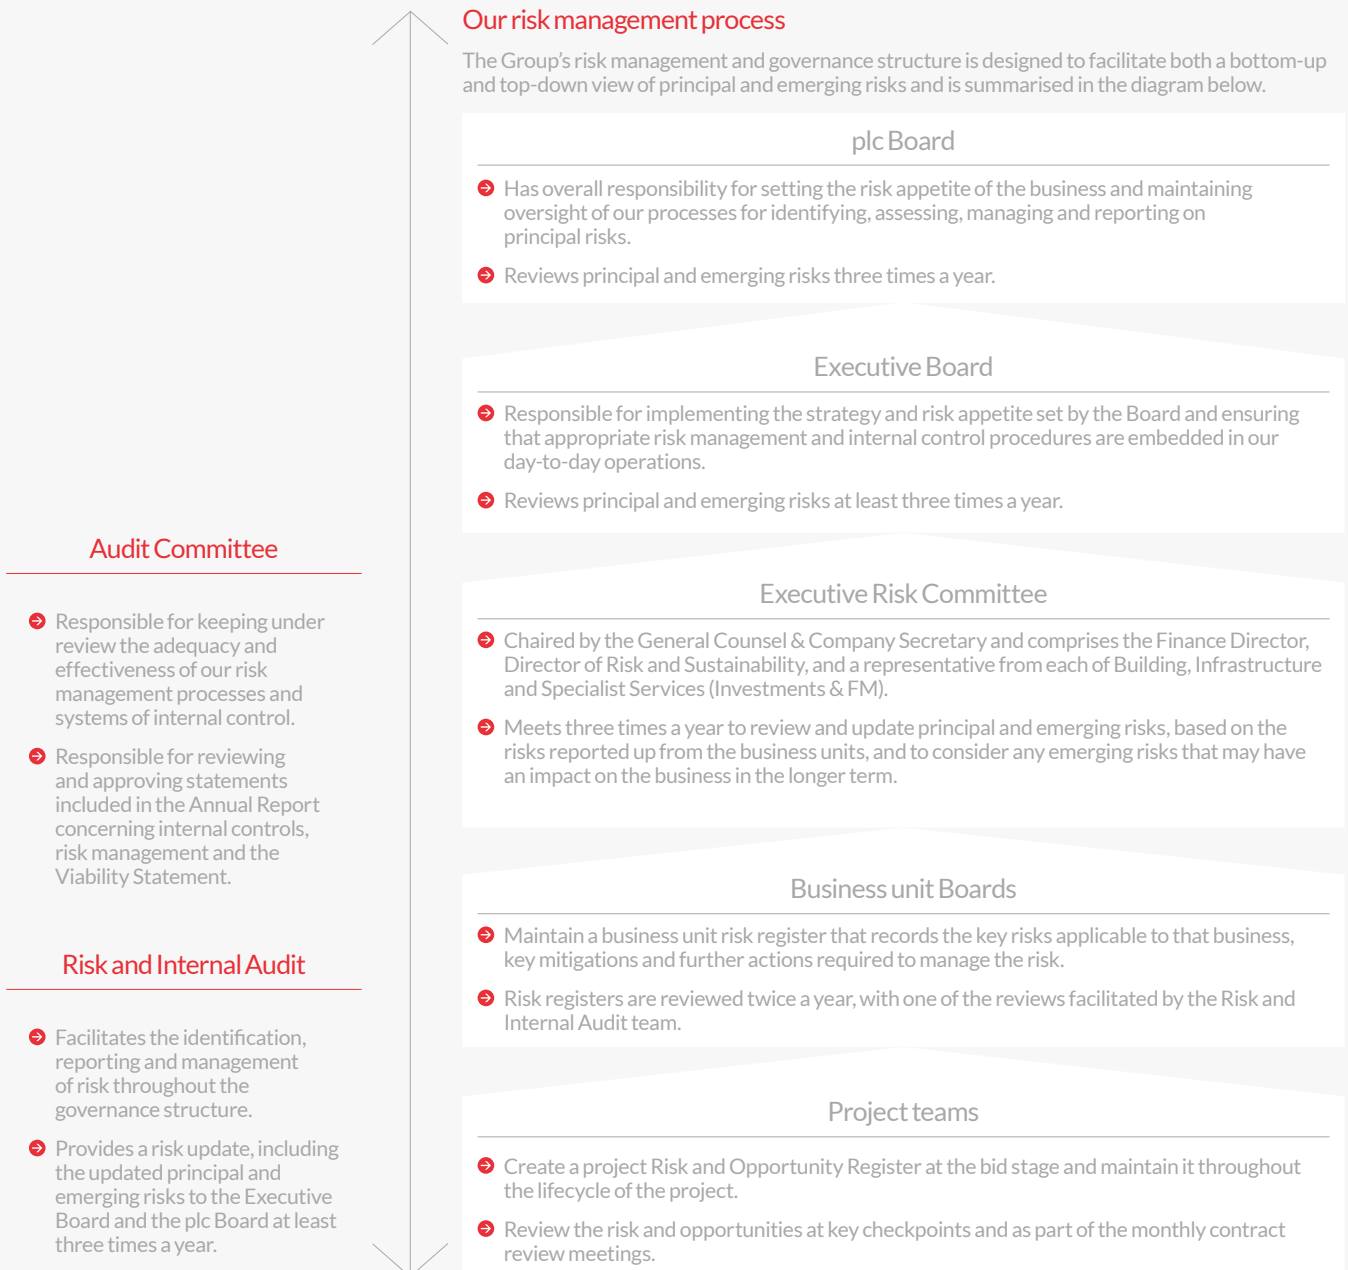 Our risk management process
The Group's risk management and governance structure is designed to facilitate both a bottom-up
and top-down view of principal and emerging risks and is summarised in the diagram below.
plc Board
Has overall responsibility for setting the risk appetite of the business and maintaining
oversight of our processes for identifying, assessing, managing and reporting on
principal risks.
Reviews principal and emerging risks three times a year.
Executive Board
Responsible for implementing the strategy and risk appetite set by the Board and ensuring
that appropriate risk management and internal control procedures are embedded in our
day-to-day operations.
Reviews principal and emerging risks at least three times a year.
Executive Risk Committee
Chaired by the General Counsel & Company Secretary and comprises the Finance Director,
Director of Risk and Sustainability, and a representative from each of Building, Infrastructure
and Specialist Services (Investments & FM).
Meets three times a year to review and update principal and emerging risks, based on the
risks reported up from the business units, and to consider any emerging risks that may have
an impact on the business in the longer term.
Business unit Boards
Maintain a business unit risk register that records the key risks applicable to that business,
key mitigations and further actions required to manage the risk.
Risk registers are reviewed twice a year, with one of the reviews facilitated by the Risk and
Internal Audit team.
Project teams
Create a project Risk and Opportunity Register at the bid stage and maintain it throughout
the lifecycle of the project.
Review the risk and opportunities at key checkpoints and as part of the monthly contract
review meetings.
Audit Committee
Responsible for keeping under
review the adequacy and
effectiveness of our risk
management processes and
systems of internal control.
Responsible for reviewing
and approving statements
included in the Annual Report
concerning internal controls,
risk management and the
Viability Statement.
Risk and Internal Audit
Facilitates the identification,
reporting and management
of risk throughout the
governance structure.
Provides a risk update, including
the updated principal and
emerging risks to the Executive
Board and the plc Board at least
three times a year.